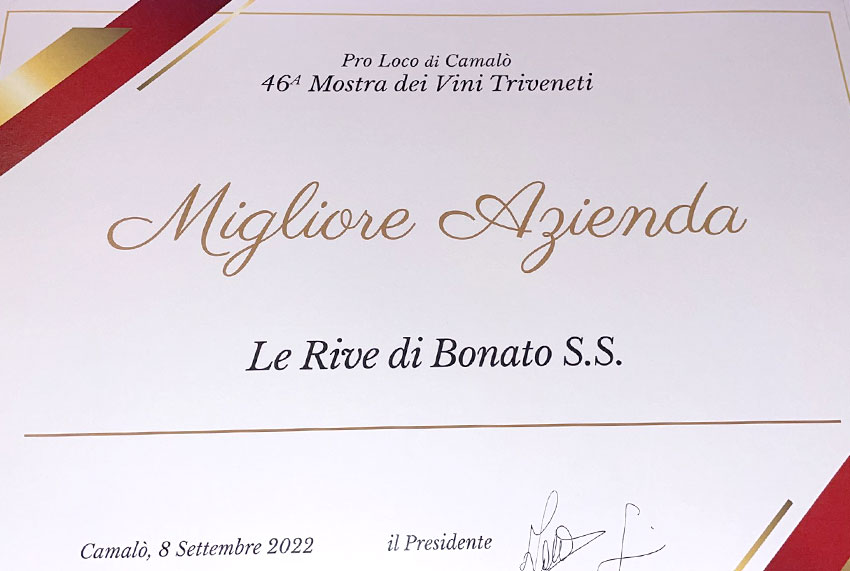 Pro Loco di Camalò
46ᴬ Mostra dei Vini Triveneti
Migliore Azienda
Le Rive di Bonato S.S.
Camalò, 8 Settembre 2022
il Presidente